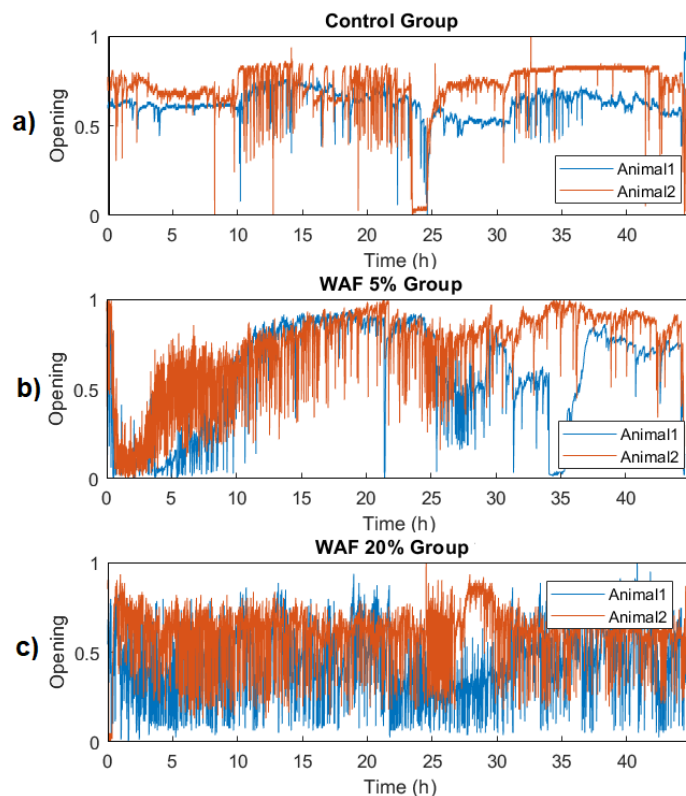 Control Group
a)
Opening
1
0.5
0
Animal1
Animal2
0 5 10 15 20 25 30 35 40
Time (h)
WAF 5% Group
b)
Opening
1
0.5
0
Animal1
Animal2
0 5 10 15 20 25 30 35 40
Time (h)
WAF 20% Group
c)
Opening
1
0.5
0
Animal1
Animal2
0 5 10 15 20 25 30 35 40
Time (h)